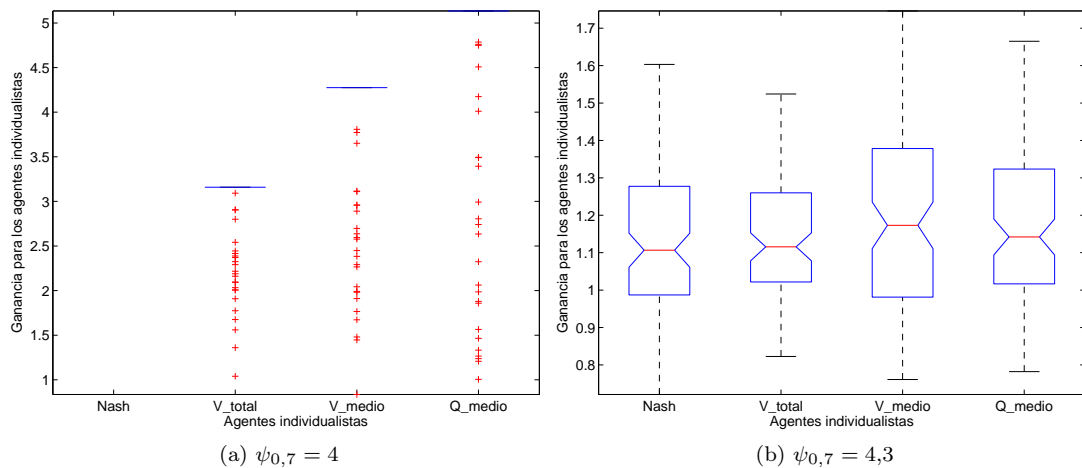 5
4.5
4
3.5
3
2.5
2
1.5
1
Ganancia para los agentes individualistas
Nash V_total V_medio Q_medio
Agentes individualistas
(a) ψ0,7 = 4
1.7
1.6
1.5
1.4
1.3
1.2
1.1
1
0.9
0.8
Ganancia para los agentes individualistas
Nash V_total V_medio Q_medio
Agentes individualistas
(b) ψ0,7 = 4,3